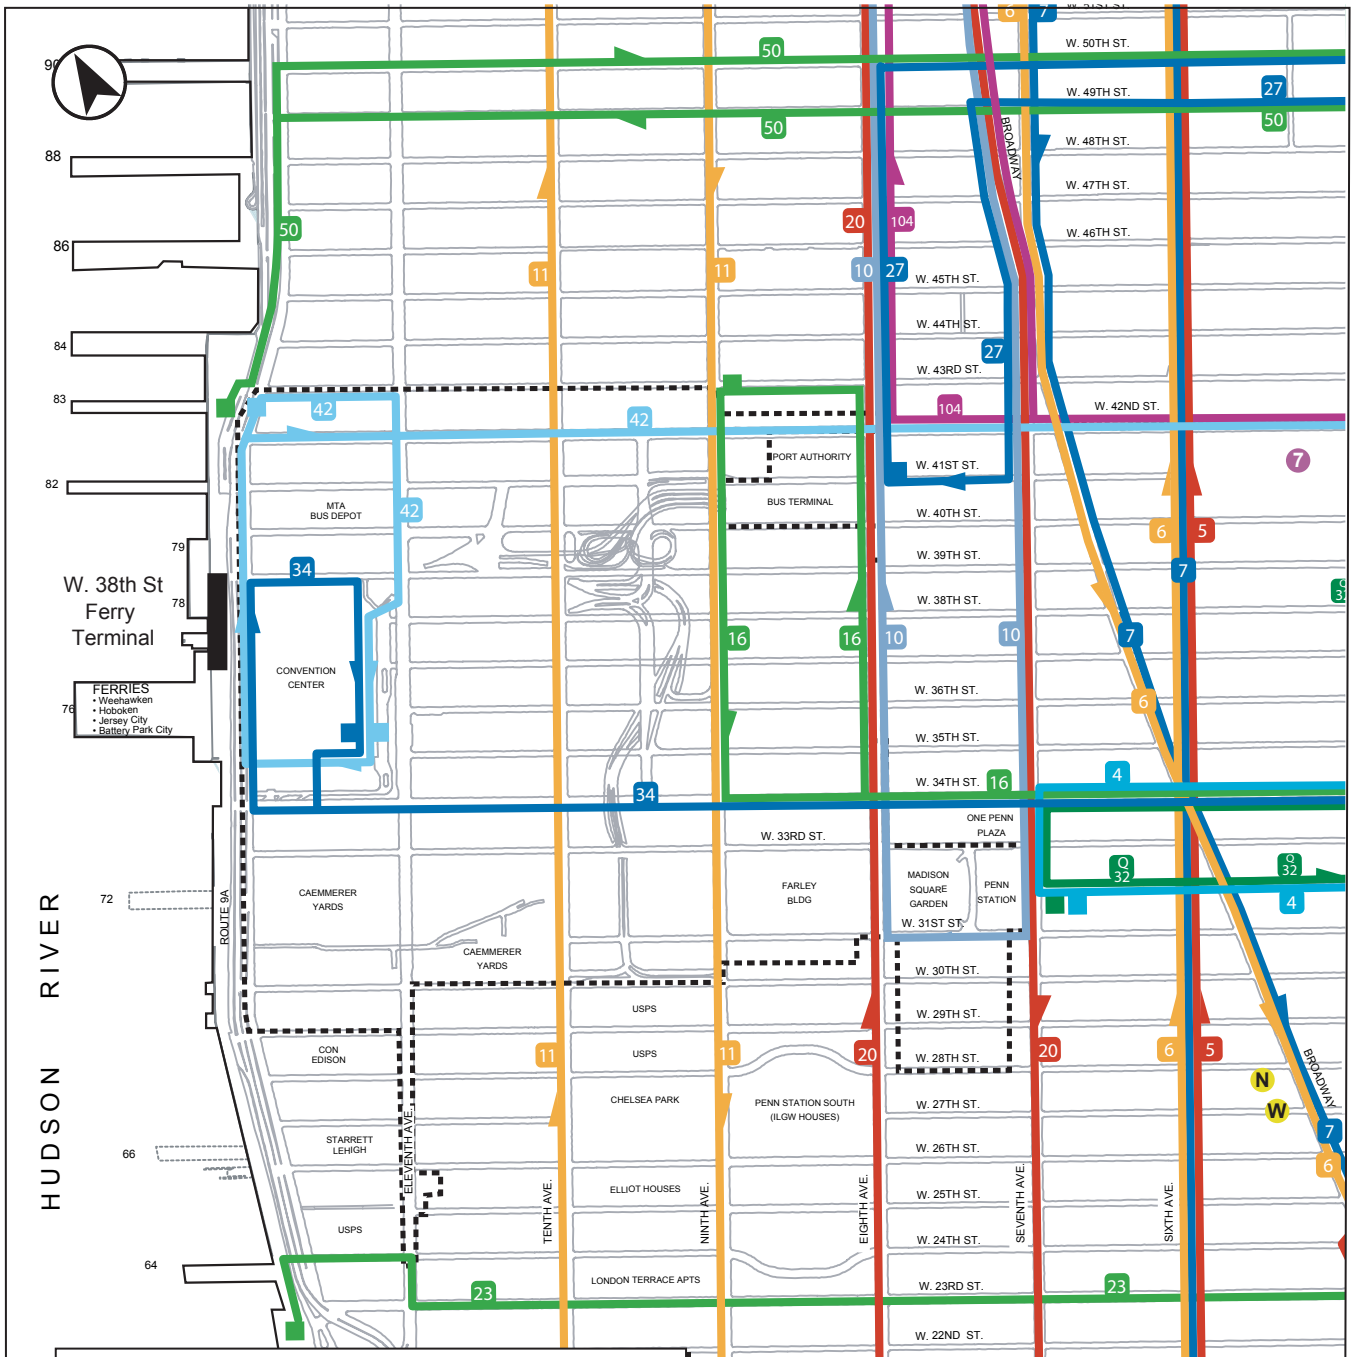 6
7
W. 50TH ST.
50
90
W. 49TH ST.
27
50
50
W. 48TH ST.
BROADWAY
88
W. 47TH ST.
50
20
104
W. 46TH ST.
86
11
11
10
27
W. 45TH ST.
W. 44TH ST.
84
27
W. 43RD ST.
83
42
42
104
W. 42ND ST.
PORT AUTHORITY
BUS TERMINAL
W. 41ST ST.
7
82
MTA
BUS DEPOT
42
W. 40TH ST.
6
5
79
W. 39TH ST.
34
7
W. 38th St
Ferry
Terminal
78
W. 38TH ST.
Q
16
16
10
10
7
CONVENTION
CENTER
FERRIES
• Weehawken
• Hoboken
• Jersey City
• Battery Park City
76
W. 36TH ST.
6
W. 35TH ST.
34
W. 34TH ST.
16
4
W. 33RD ST.
ONE PENN
PLAZA
Q
32
Q
32
72
ROUTE 9A
CAEMMERER
YARDS
FARLEY
BLDG
MADISON
SQUARE
GARDEN
PENN
STATION
4
W. 31ST ST.
CAEMMERER
YARDS
W. 30TH ST.
HUDSON RIVER
USPS
W. 29TH ST.
CON
EDISON
11
USPS
11
20
W. 28TH ST.
20
6
5
BROADWAY
N
W
CHELSEA PARK
PENN STATION SOUTH
(ILGW HOUSES)
W. 27TH ST.
7
STARRETT
LEHIGH
66
W. 26TH ST.
6
ELEVENTH AVE.
TENTH AVE.
ELLIOT HOUSES
NINTH AVE.
EIGHTH AVE.
W. 25TH ST.
SEVENTH AVE.
SIXTH AVE.
USPS
W. 24TH ST.
64
LONDON TERRACE APTS
23
W. 23RD ST.
23
W. 22ND ST.